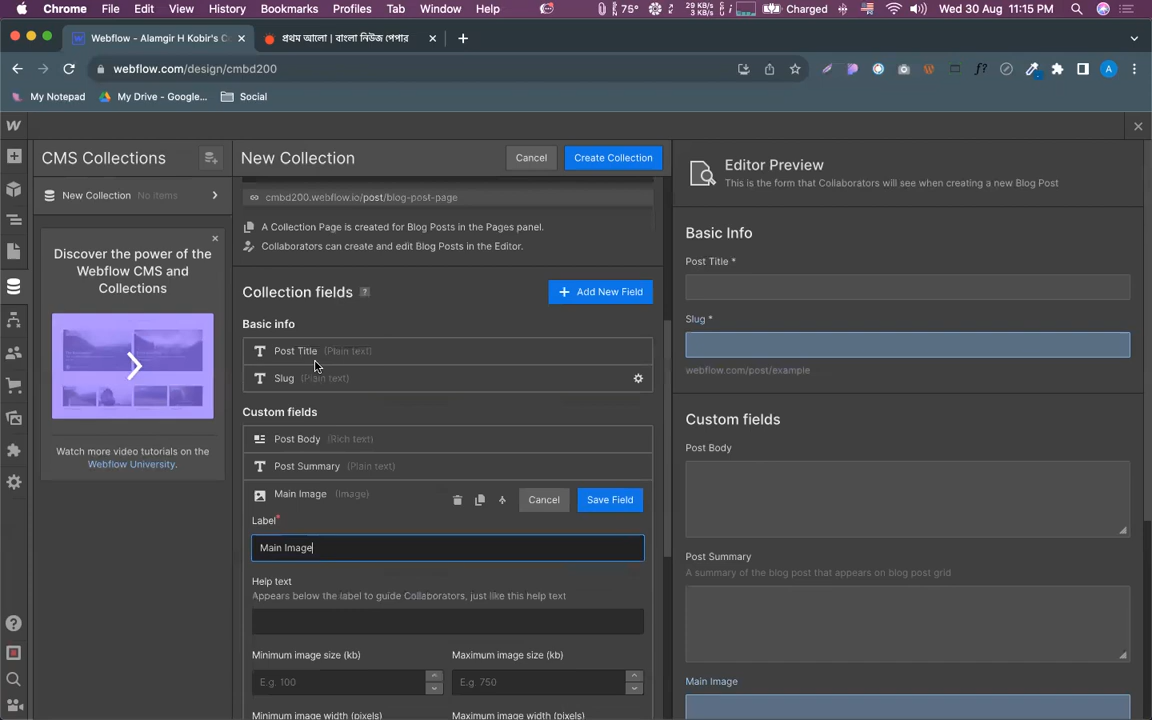 Chrome File Edit View History Bookmarks Profiles Tab Window Help 75° 29 KB/s 3 KB/s Charged Wed 30 Aug 11:15 PM
Webflow - Alamgir H Kobir's C
প্রথম আলো | বাংলা নিউজ পেপার
webflow.com/design/cmbd200
A
My Notepad My Drive - Google... Social
CMS Collections
New Collection No items
Discover the power of the
Webflow CMS and
Collections
Watch more video tutorials on the
Webflow University.
New Collection Cancel Create Collection
cmbd200.webflow.io/post/blog-post-page
A Collection Page is created for Blog Posts in the Pages panel.
Collaborators can create and edit Blog Posts in the Editor.
Collection fields ? Add New Field
Basic info
Post Title (Plain text)
Slug (Plain text)
Custom fields
Post Body (Rich text)
Post Summary (Plain text)
Main Image (Image) Cancel Save Field
Label*
Main Image
Help text
Appears below the label to guide Collaborators, just like this help text
Minimum image size (kb) Maximum image size (kb)
E.g. 100 E.g. 750
Minimum image width (pixels) Maximum image width (pixels)
Editor Preview
This is the form that Collaborators will see when creating a new Blog Post
Basic Info
Post Title *
Slug *
webflow.com/post/example
Custom fields
Post Body
Post Summary
A summary of the blog post that appears on blog post grid
Main Image